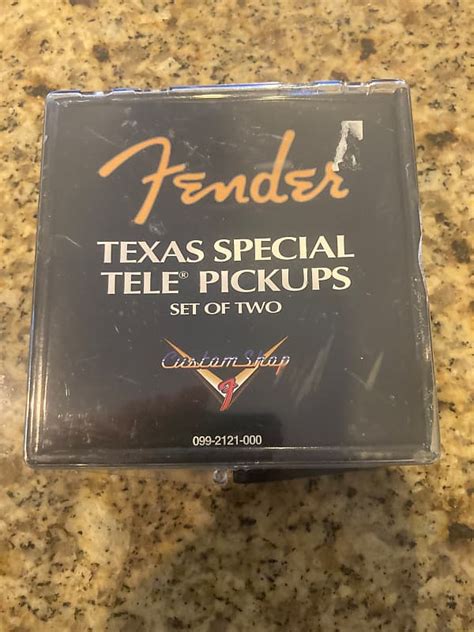 Fender
TEXAS SPECIAL
TELE® PICKUPS
SET OF TWO
Custom Shop
099-2121-000